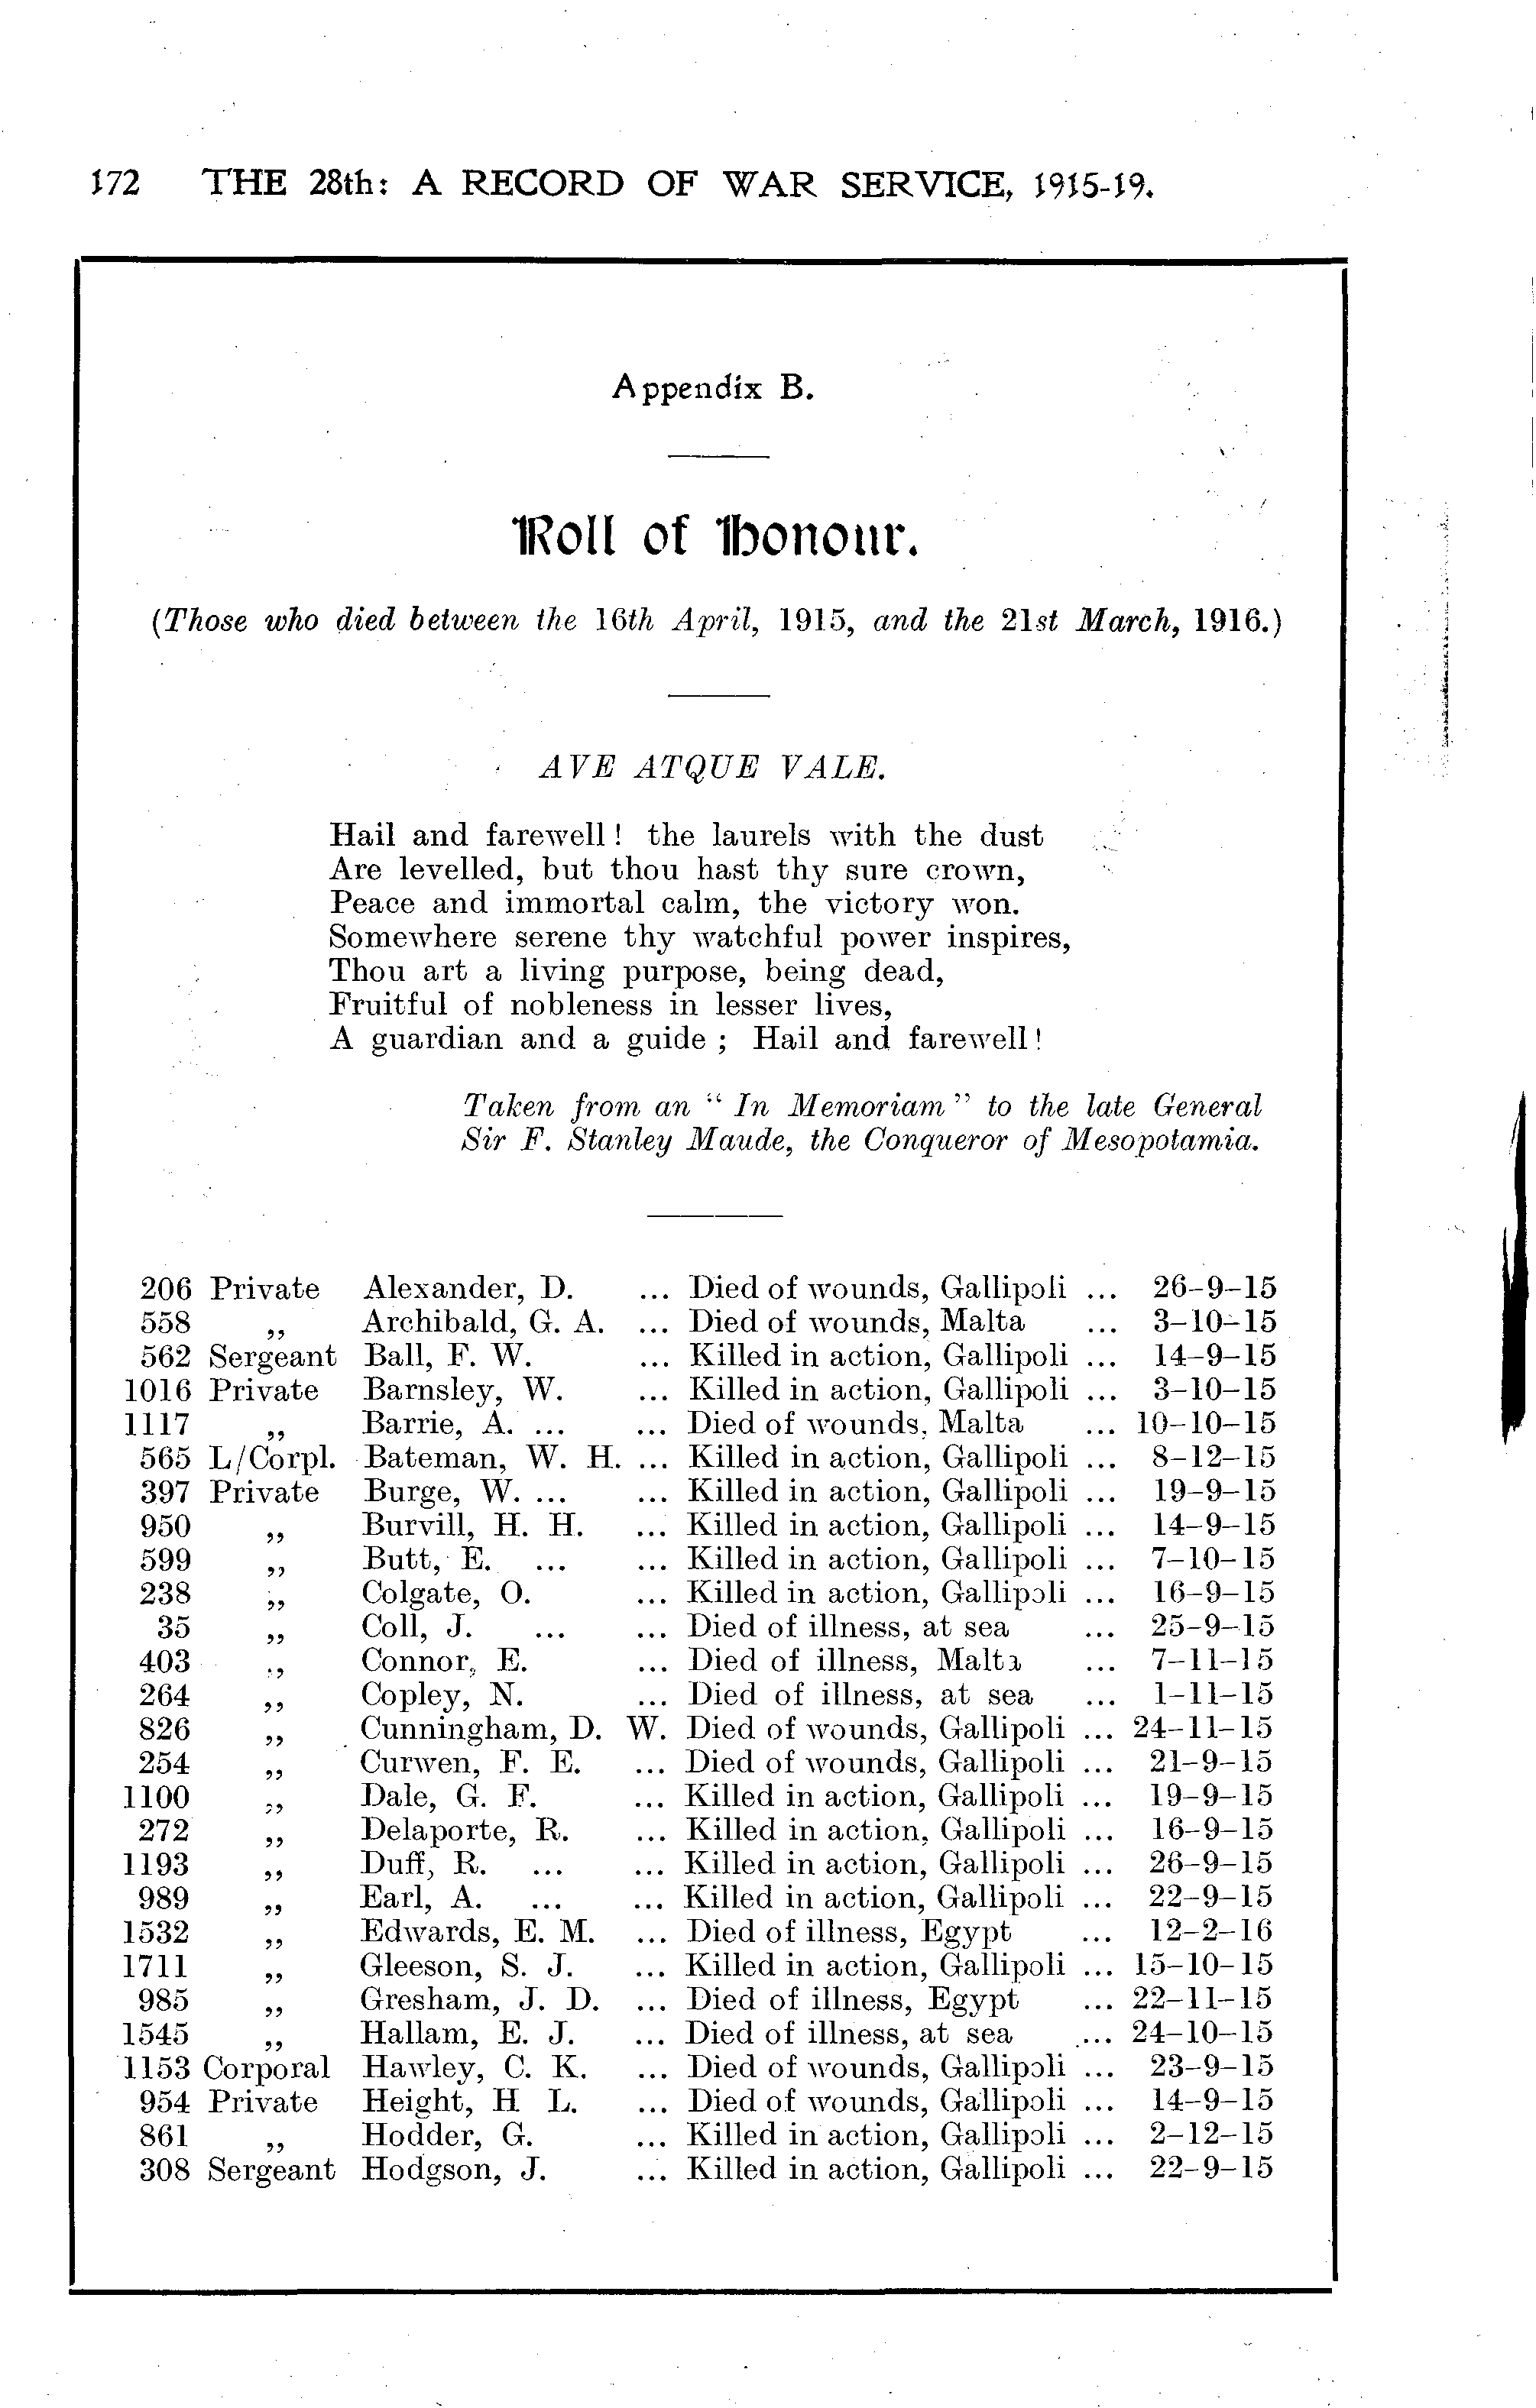 172 THE 28th: A RECORD OF WAR SERVICE, 1915-19.
Appendix B.
Roll of Honour.
(Those who died between the 16th April, 1915, and the 21st March, 1916.)
AVE ATQUE VALE.
Hail and farewell! the laurels with the dust
Are levelled, but thou hast thy sure crown,
Peace and immortal calm, the victory won.
Somewhere serene thy watchful power inspires,
Thou art a living purpose, being dead,
Fruitful of nobleness in lesser lives,
A guardian and a guide ; Hail and farewell!
Taken from an “ In Memoriam ” to the late General
Sir F. Stanley Maude, the Conqueror of Mesopotamia.
206 Private Alexander, D. ... Died of wounds, Gallipoli ... 26-9-15
558 ,, Archibald, G. A. ... Died of wounds, Malta ... 3-10-15
562 Sergeant Ball, F. W. ... Killed in action, Gallipoli ... 14-9-15
1016 Private Barnsley, W. ... Killed in action, Gallipoli ... 3-10-15
1117 ,, Barrie, A. ... ... Died of wounds, Malta ... 10-10-15
565 L/Corpl. Bateman, W. H. ... Killed in action, Gallipoli ... 8-12-15
397 Private Burge, W. ... ... Killed in action, Gallipoli ... 19-9-15
950 ,, Burvill, H. H. ... Killed in action, Gallipoli ... 14-9-15
599 ,, Butt, E. ... ... Killed in action, Gallipoli ... 7-10-15
238 ,, Colgate, O. ... Killed in action, Gallipoli ... 16-9-15
35 ,, Coll, J. ... ... Died of illness, at sea ... 25-9-15
403 ,, Connor, E. ... Died of illness, Malta ... 7-11-15
264 ,, Copley, N. ... Died of illness, at sea ... 1-11-15
826 ,, Cunningham, D. W. Died of wounds, Gallipoli ... 24-11-15
254 ,, Curwen, F. E. ... Died of wounds, Gallipoli ... 21-9-15
1100 ,, Dale, G. F. ... Killed in action, Gallipoli ... 19-9-15
272 ,, Delaporte, R. ... Killed in action, Gallipoli ... 16-9-15
1193 ,, Duff, R. ... ... Killed in action, Gallipoli ... 26-9-15
989 ,, Earl, A. ... ... Killed in action, Gallipoli ... 22-9-15
1532 ,, Edwards, E. M. ... Died of illness, Egypt ... 12-2-16
1711 ,, Gleeson, S. J. ... Killed in action, Gallipoli ... 15-10-15
985 ,, Gresham, J. D. ... Died of illness, Egypt ... 22-11-15
1545 ,, Hallam, E. J. ... Died of illness, at sea ... 24-10-15
1153 Corporal Hawley, C. K. ... Died of wounds, Gallipoli ... 23-9-15
954 Private Height, H L. ... Died of wounds, Gallipoli ... 14-9-15
861 ,, Hodder, G. ... Killed in action, Gallipoli ... 2-12-15
308 Sergeant Hodgson, J. ... Killed in action, Gallipoli ... 22-9-15